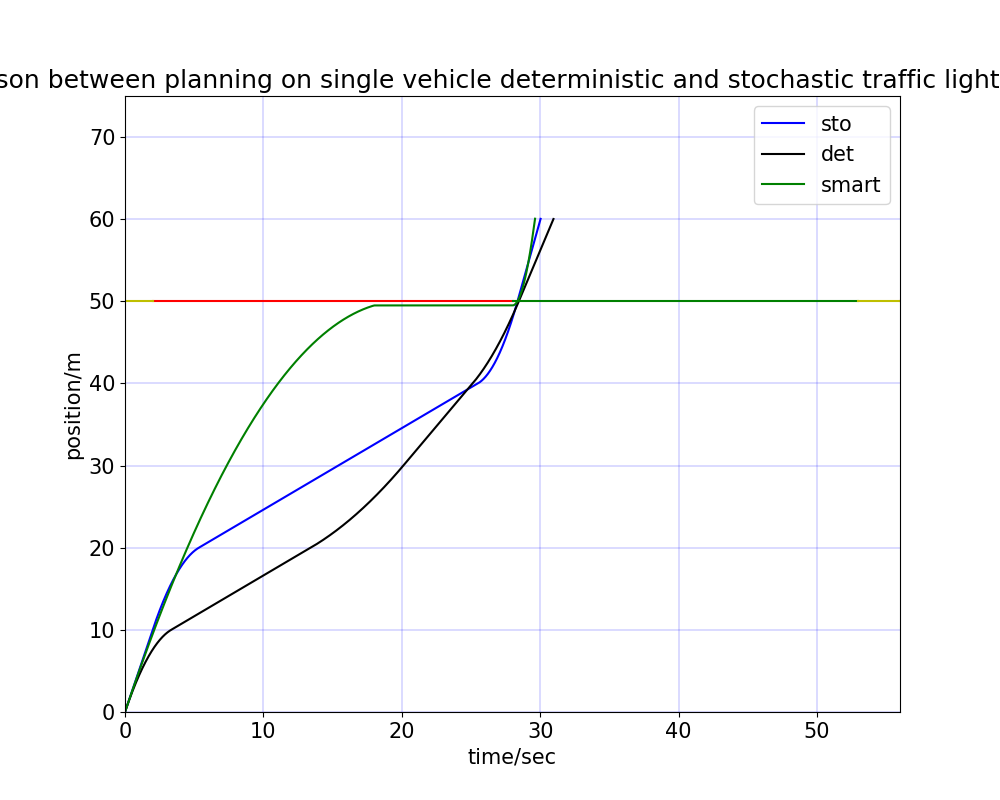 son between planning on single vehicle deterministic and stochastic traffic light
sto
det
smart
70
60
50
40
30
20
10
0
position/m
0 10 20 30 40 50
time/sec